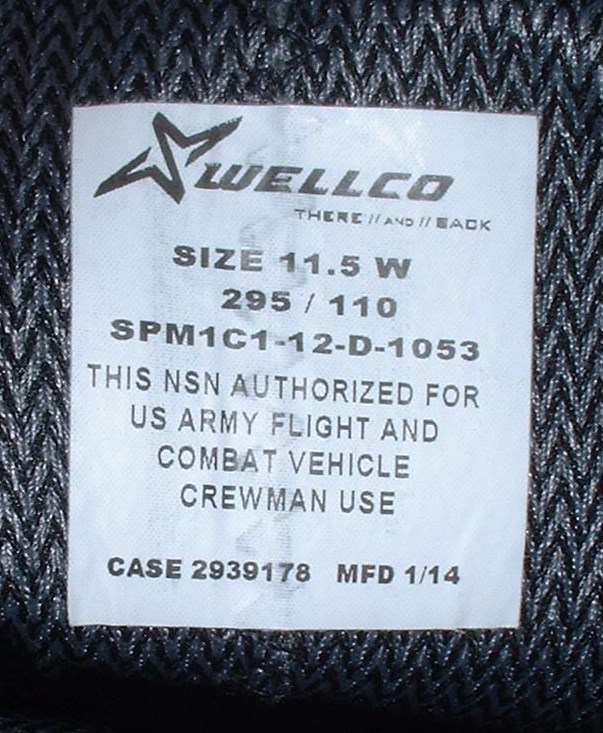 WELLCO
THERE // AND // BACK
SIZE 11.5 W
295 / 110
SPM1C1-12-D-1053
THIS NSN AUTHORIZED FOR
US ARMY FLIGHT AND
COMBAT VEHICLE
CREWMAN USE
CASE 2939178 MFD 1/14